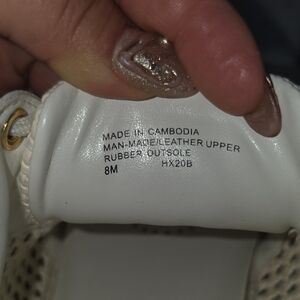 MADE IN CAMBODIA
MAN-MADE/LEATHER UPPER
RUBBER OUTSOLE
8M HX20B